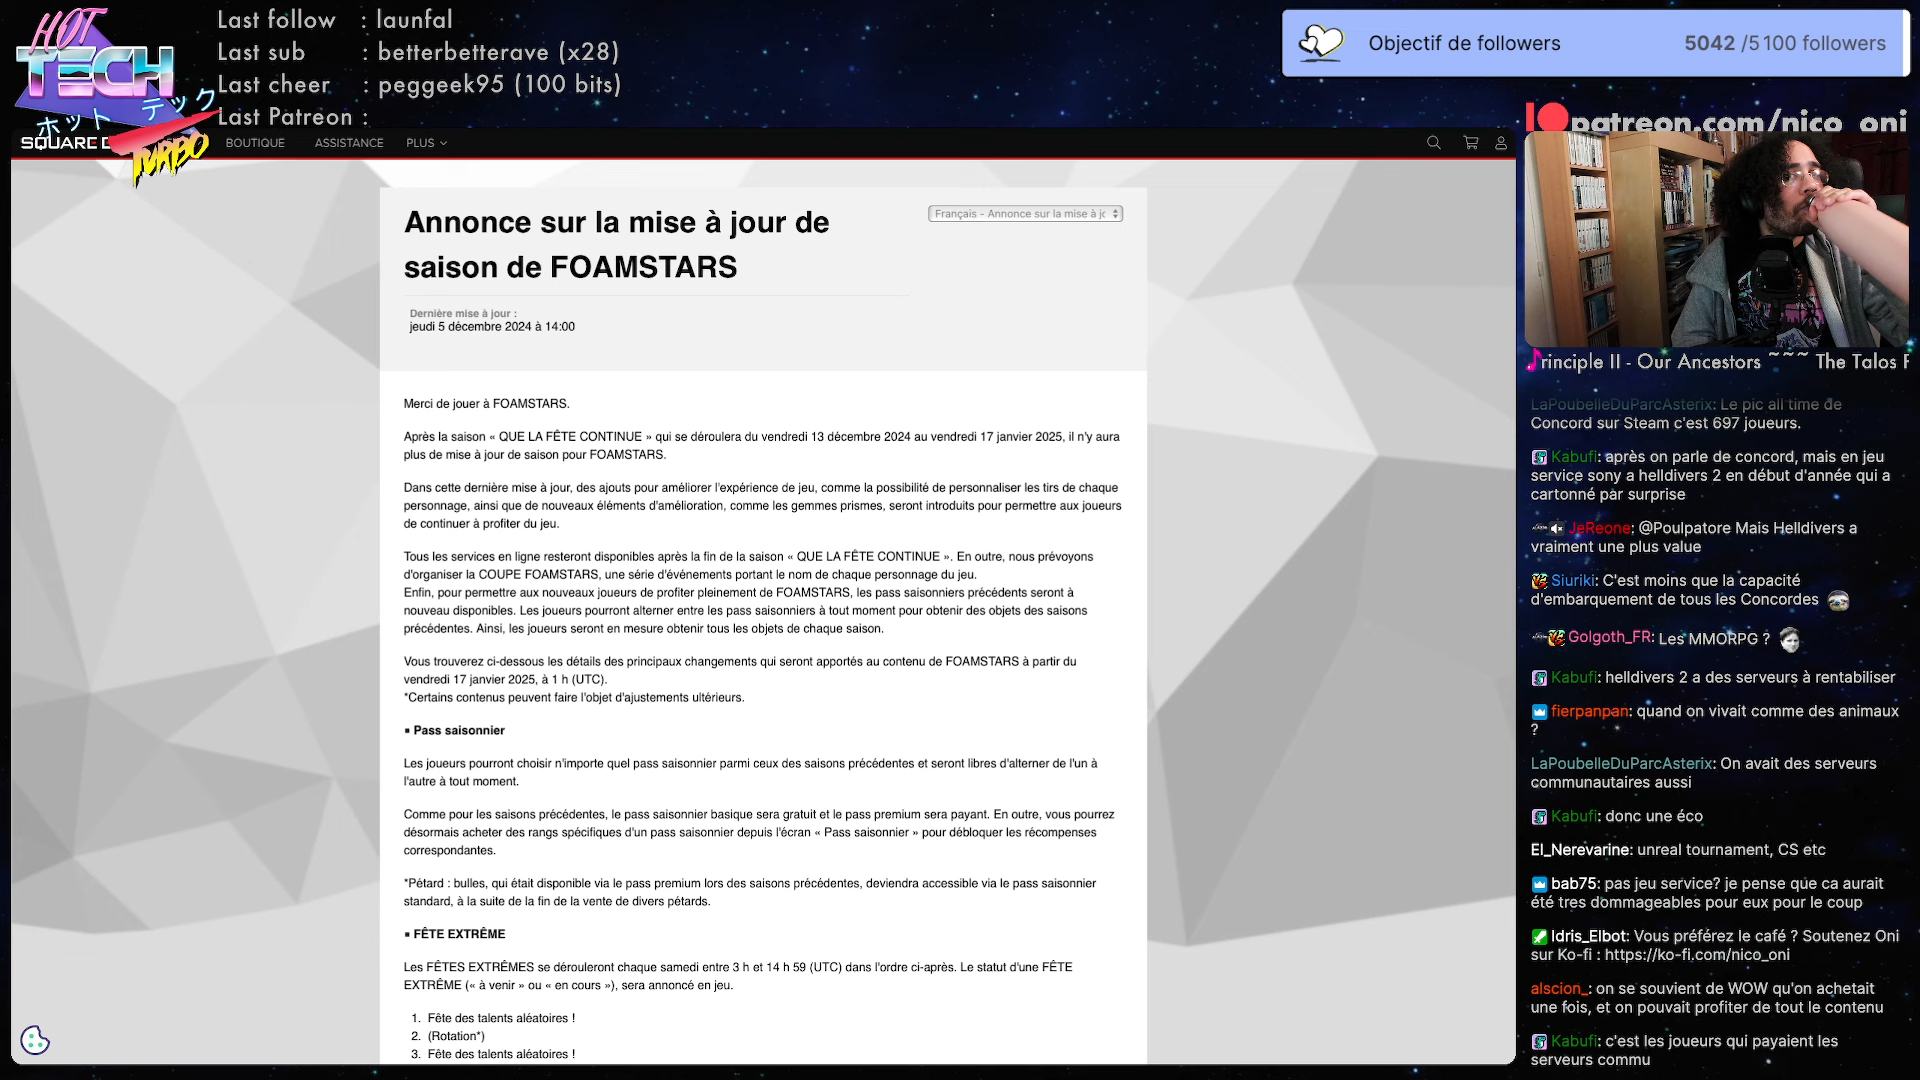 HOT
TECH
ホット テック
TURBO
Last follow : launfal
Last sub : betterbetterave (x28)
Last cheer : peggeek95 (100 bits)
Last Patreon :
Objectif de followers 5042 /5 100 followers
patreon.com/nico_oni
SQUARE
BOUTIQUE ASSISTANCE PLUS
Annonce sur la mise à jour de
saison de FOAMSTARS
Français - Annonce sur la mise à jc
Dernière mise à jour :
jeudi 5 décembre 2024 à 14:00
Merci de jouer à FOAMSTARS.
Après la saison « QUE LA FÊTE CONTINUE » qui se déroulera du vendredi 13 décembre 2024 au vendredi 17 janvier 2025, il n'y aura
plus de mise à jour de saison pour FOAMSTARS.
Dans cette dernière mise à jour, des ajouts pour améliorer l'expérience de jeu, comme la possibilité de personnaliser les tirs de chaque
personnage, ainsi que de nouveaux éléments d'amélioration, comme les gemmes prismes, seront introduits pour permettre aux joueurs
de continuer à profiter du jeu.
Tous les services en ligne resteront disponibles après la fin de la saison « QUE LA FÊTE CONTINUE ». En outre, nous prévoyons
d'organiser la COUPE FOAMSTARS, une série d'événements portant le nom de chaque personnage du jeu.
Enfin, pour permettre aux nouveaux joueurs de profiter pleinement de FOAMSTARS, les pass saisonniers précédents seront à
nouveau disponibles. Les joueurs pourront alterner entre les pass saisonniers à tout moment pour obtenir des objets des saisons
précédentes. Ainsi, les joueurs seront en mesure obtenir tous les objets de chaque saison.
Vous trouverez ci-dessous les détails des principaux changements qui seront apportés au contenu de FOAMSTARS à partir du
vendredi 17 janvier 2025, à 1 h (UTC).
*Certains contenus peuvent faire l'objet d'ajustements ultérieurs.
▪ Pass saisonnier
Les joueurs pourront choisir n'importe quel pass saisonnier parmi ceux des saisons précédentes et seront libres d'alterner de l'un à
l'autre à tout moment.
Comme pour les saisons précédentes, le pass saisonnier basique sera gratuit et le pass premium sera payant. En outre, vous pourrez
désormais acheter des rangs spécifiques d'un pass saisonnier depuis l'écran « Pass saisonnier » pour débloquer les récompenses
correspondantes.
*Pétard : bulles, qui était disponible via le pass premium lors des saisons précédentes, deviendra accessible via le pass saisonnier
standard, à la suite de la fin de la vente de divers pétards.
▪ FÊTE EXTRÊME
Les FÊTES EXTRÊMES se dérouleront chaque samedi entre 3 h et 14 h 59 (UTC) dans l'ordre ci-après. Le statut d'une FÊTE
EXTRÊME (« à venir » ou « en cours »), sera annoncé en jeu.
1. Fête des talents aléatoires !
2. (Rotation*)
3. Fête des talents aléatoires !
rinciple II - Our Ancestors ~~~ The Talos P
LaPoubelleDuParcAsterix: Le pic all time de
Concord sur Steam c'est 697 joueurs.
Kabufi: après on parle de concord, mais en jeu
service sony a helldivers 2 en début d'année qui a
cartonné par surprise
JeReone: @Poulpatore Mais Helldivers a
vraiment une plus value
Siuriki: C'est moins que la capacité
d'embarquement de tous les Concordes
Golgoth_FR: Les MMORPG ?
Kabufi: helldivers 2 a des serveurs à rentabiliser
fierpanpan: quand on vivait comme des animaux
?
LaPoubelleDuParcAsterix: On avait des serveurs
communautaires aussi
Kabufi: donc une éco
El_Nerevarine: unreal tournament, CS etc
bab75: pas jeu service? je pense que ca aurait
été tres dommageables pour eux pour le coup
Idris_Elbot: Vous préférez le café ? Soutenez Oni
sur Ko-fi : https://ko-fi.com/nico_oni
alscion_: on se souvient de WOW qu'on achetait
une fois, et on pouvait profiter de tout le contenu
Kabufi: c'est les joueurs qui payaient les
serveurs commu